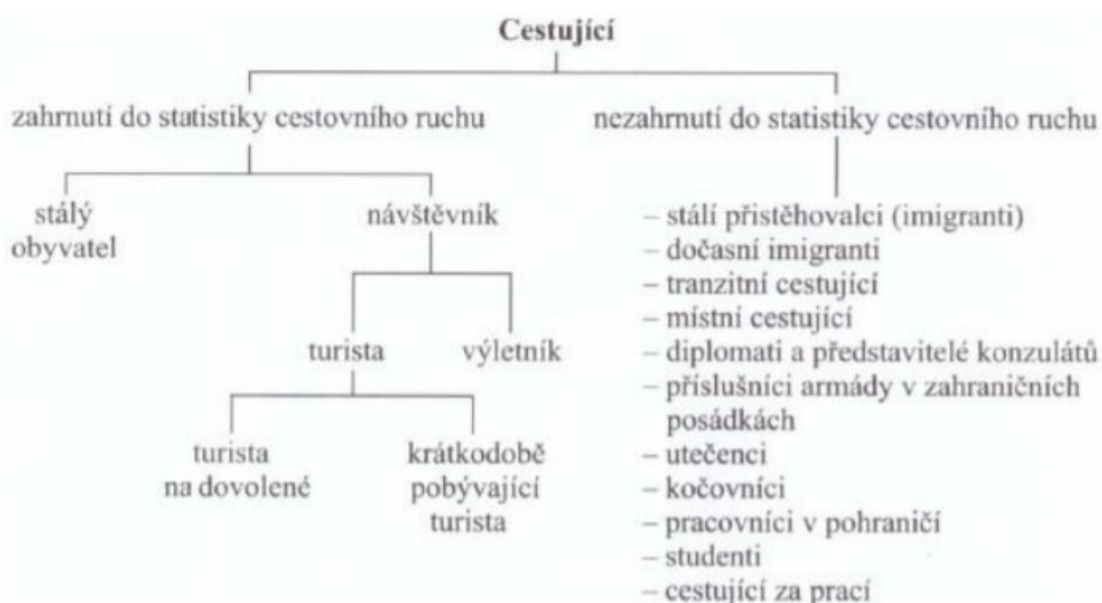 Cestující
zahrnutí do statistiky cestovního ruchu
nezahrnutí do statistiky cestovního ruchu
stálý
obyvatel
návštěvník
turista
výletník
turista
na dovolené
krátkodobě
pobývající
turista
– stálí přistěhovalci (imigranti)
– dočasní imigranti
– tranzitní cestující
– místní cestující
– diplomati a představitelé konzulátů
– příslušníci armády v zahraničních
posádkách
– utečenci
– kočovníci
– pracovníci v pohraničí
– studenti
– cestující za prací